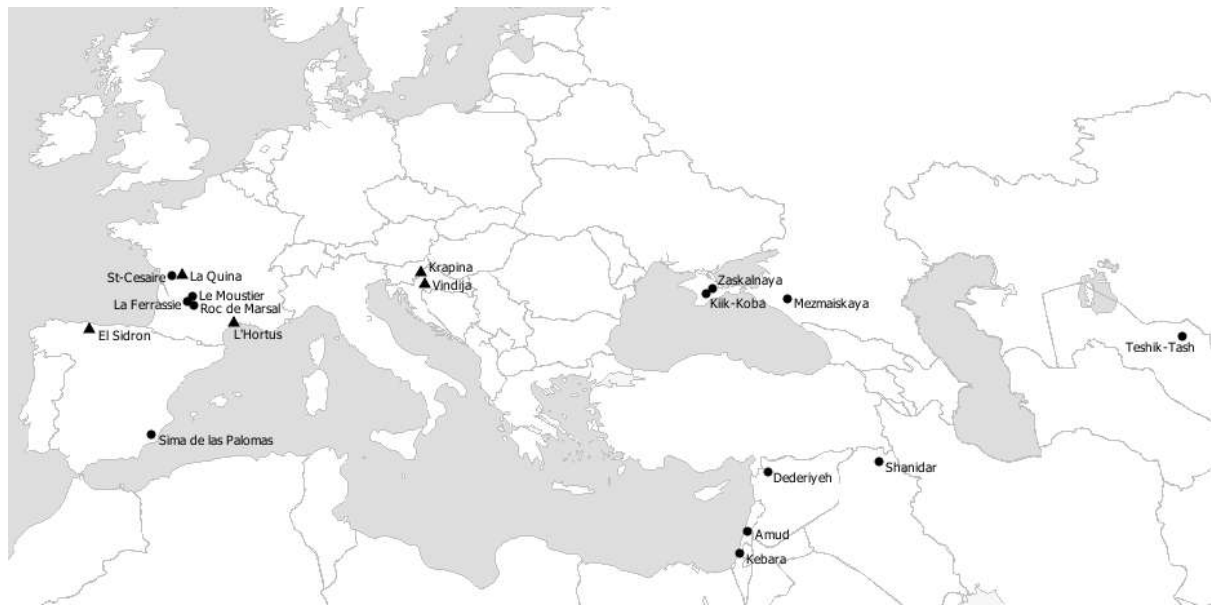 St-Cesaire
La Quina
La Ferrassie
Le Moustier
Roc de Marsal
El Sidron
L'Hortus
Sima de las Palomas
Krapina
Vindija
Zaskalnaya
Kiik-Koba
Mezmaiskaya
Teshik-Tash
Shanidar
Dederiyeh
Amud
Kebara